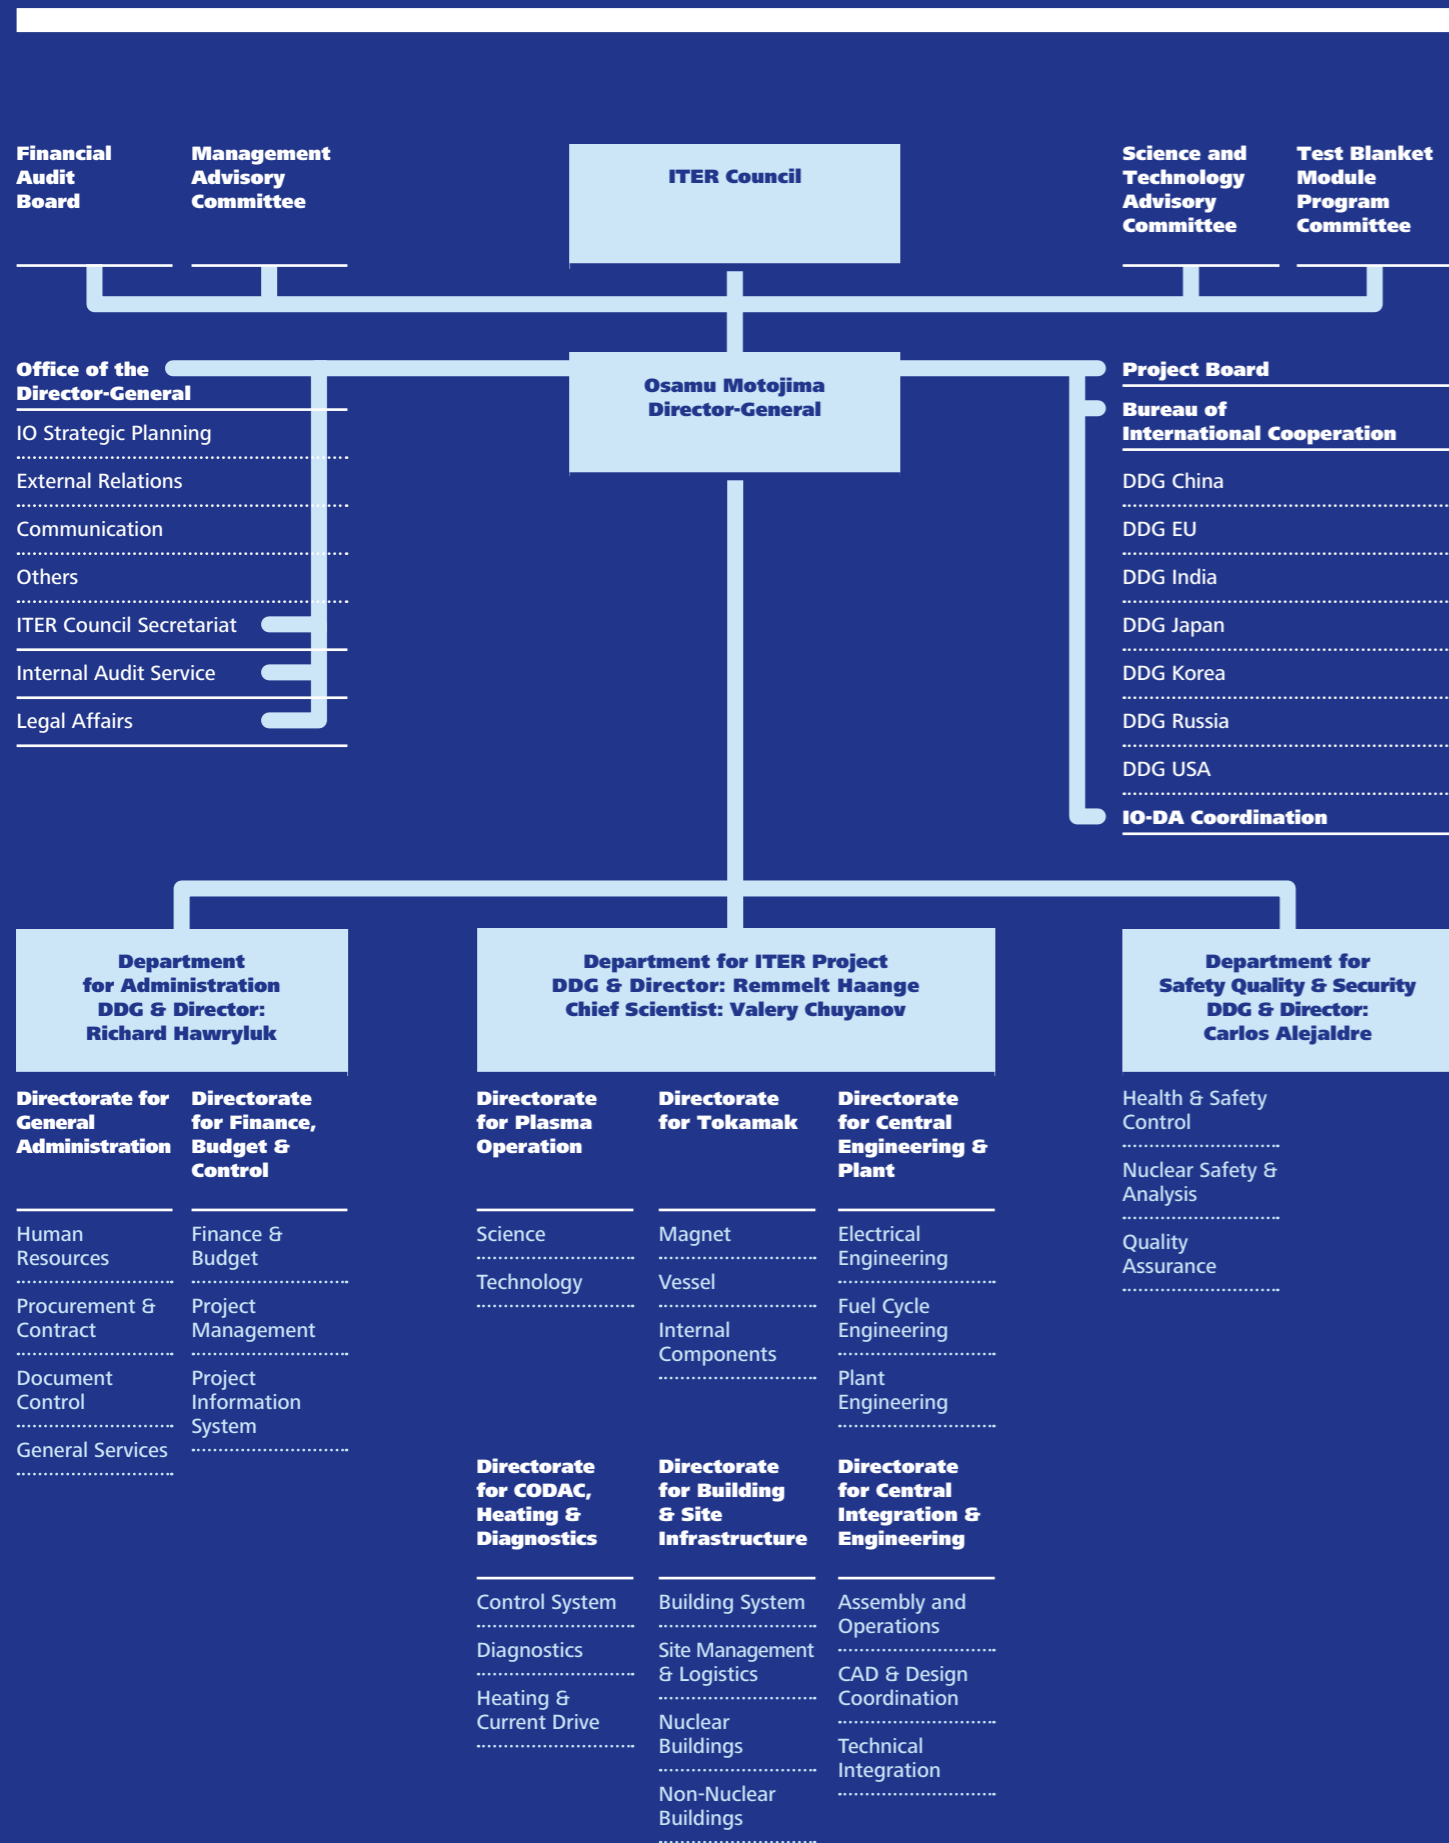 Financial
Audit
Board
Management
Advisory
Committee
ITER Council
Science and
Technology
Advisory
Committee
Test Blanket
Module
Program
Committee
Office of the
Director-General
IO Strategic Planning
External Relations
Communication
Others
ITER Council Secretariat
Internal Audit Service
Legal Affairs
Osamu Motojima
Director-General
Project Board
Bureau of
International Cooperation
DDG China
DDG EU
DDG India
DDG Japan
DDG Korea
DDG Russia
DDG USA
IO-DA Coordination
Department
for Administration
DDG & Director:
Richard Hawryluk
Department for ITER Project
DDG & Director: Remmelt Haange
Chief Scientist: Valery Chuyanov
Department for
Safety Quality & Security
DDG & Director:
Carlos Alejaldre
Directorate for
General
Administration
Human
Resources
Procurement &
Contract
Document
Control
General Services
Directorate
for Finance,
Budget &
Control
Finance &
Budget
Project
Management
Project
Information
System
Directorate
for Plasma
Operation
Science
Technology
Directorate
for Tokamak
Magnet
Vessel
Internal
Components
Directorate
for Central
Engineering &
Plant
Electrical
Engineering
Fuel Cycle
Engineering
Plant
Engineering
Health & Safety
Control
Nuclear Safety &
Analysis
Quality
Assurance
Directorate
for CODAC,
Heating &
Diagnostics
Control System
Diagnostics
Heating &
Current Drive
Directorate
for Building
& Site
Infrastructure
Building System
Site Management
& Logistics
Nuclear
Buildings
Non-Nuclear
Buildings
Directorate
for Central
Integration &
Engineering
Assembly and
Operations
CAD & Design
Coordination
Technical
Integration